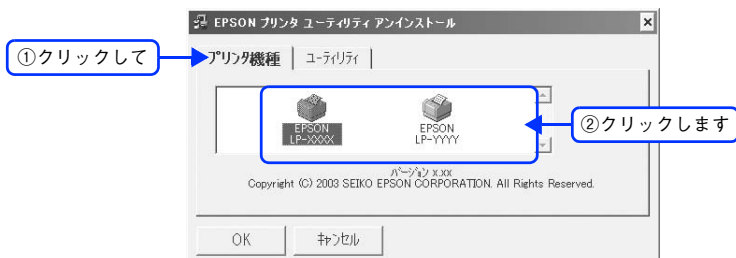 EPSON プリンタ ユーティリティ アンインストール
①クリックして
プリンタ機種
ユーティリティ
EPSON
LP-XXXX
EPSON
LP-YYYY
②クリックします
バージョン x.xx
Copyright (C) 2003 SEIKO EPSON CORPORATION. All Rights Reserved.
OK
キャンセル